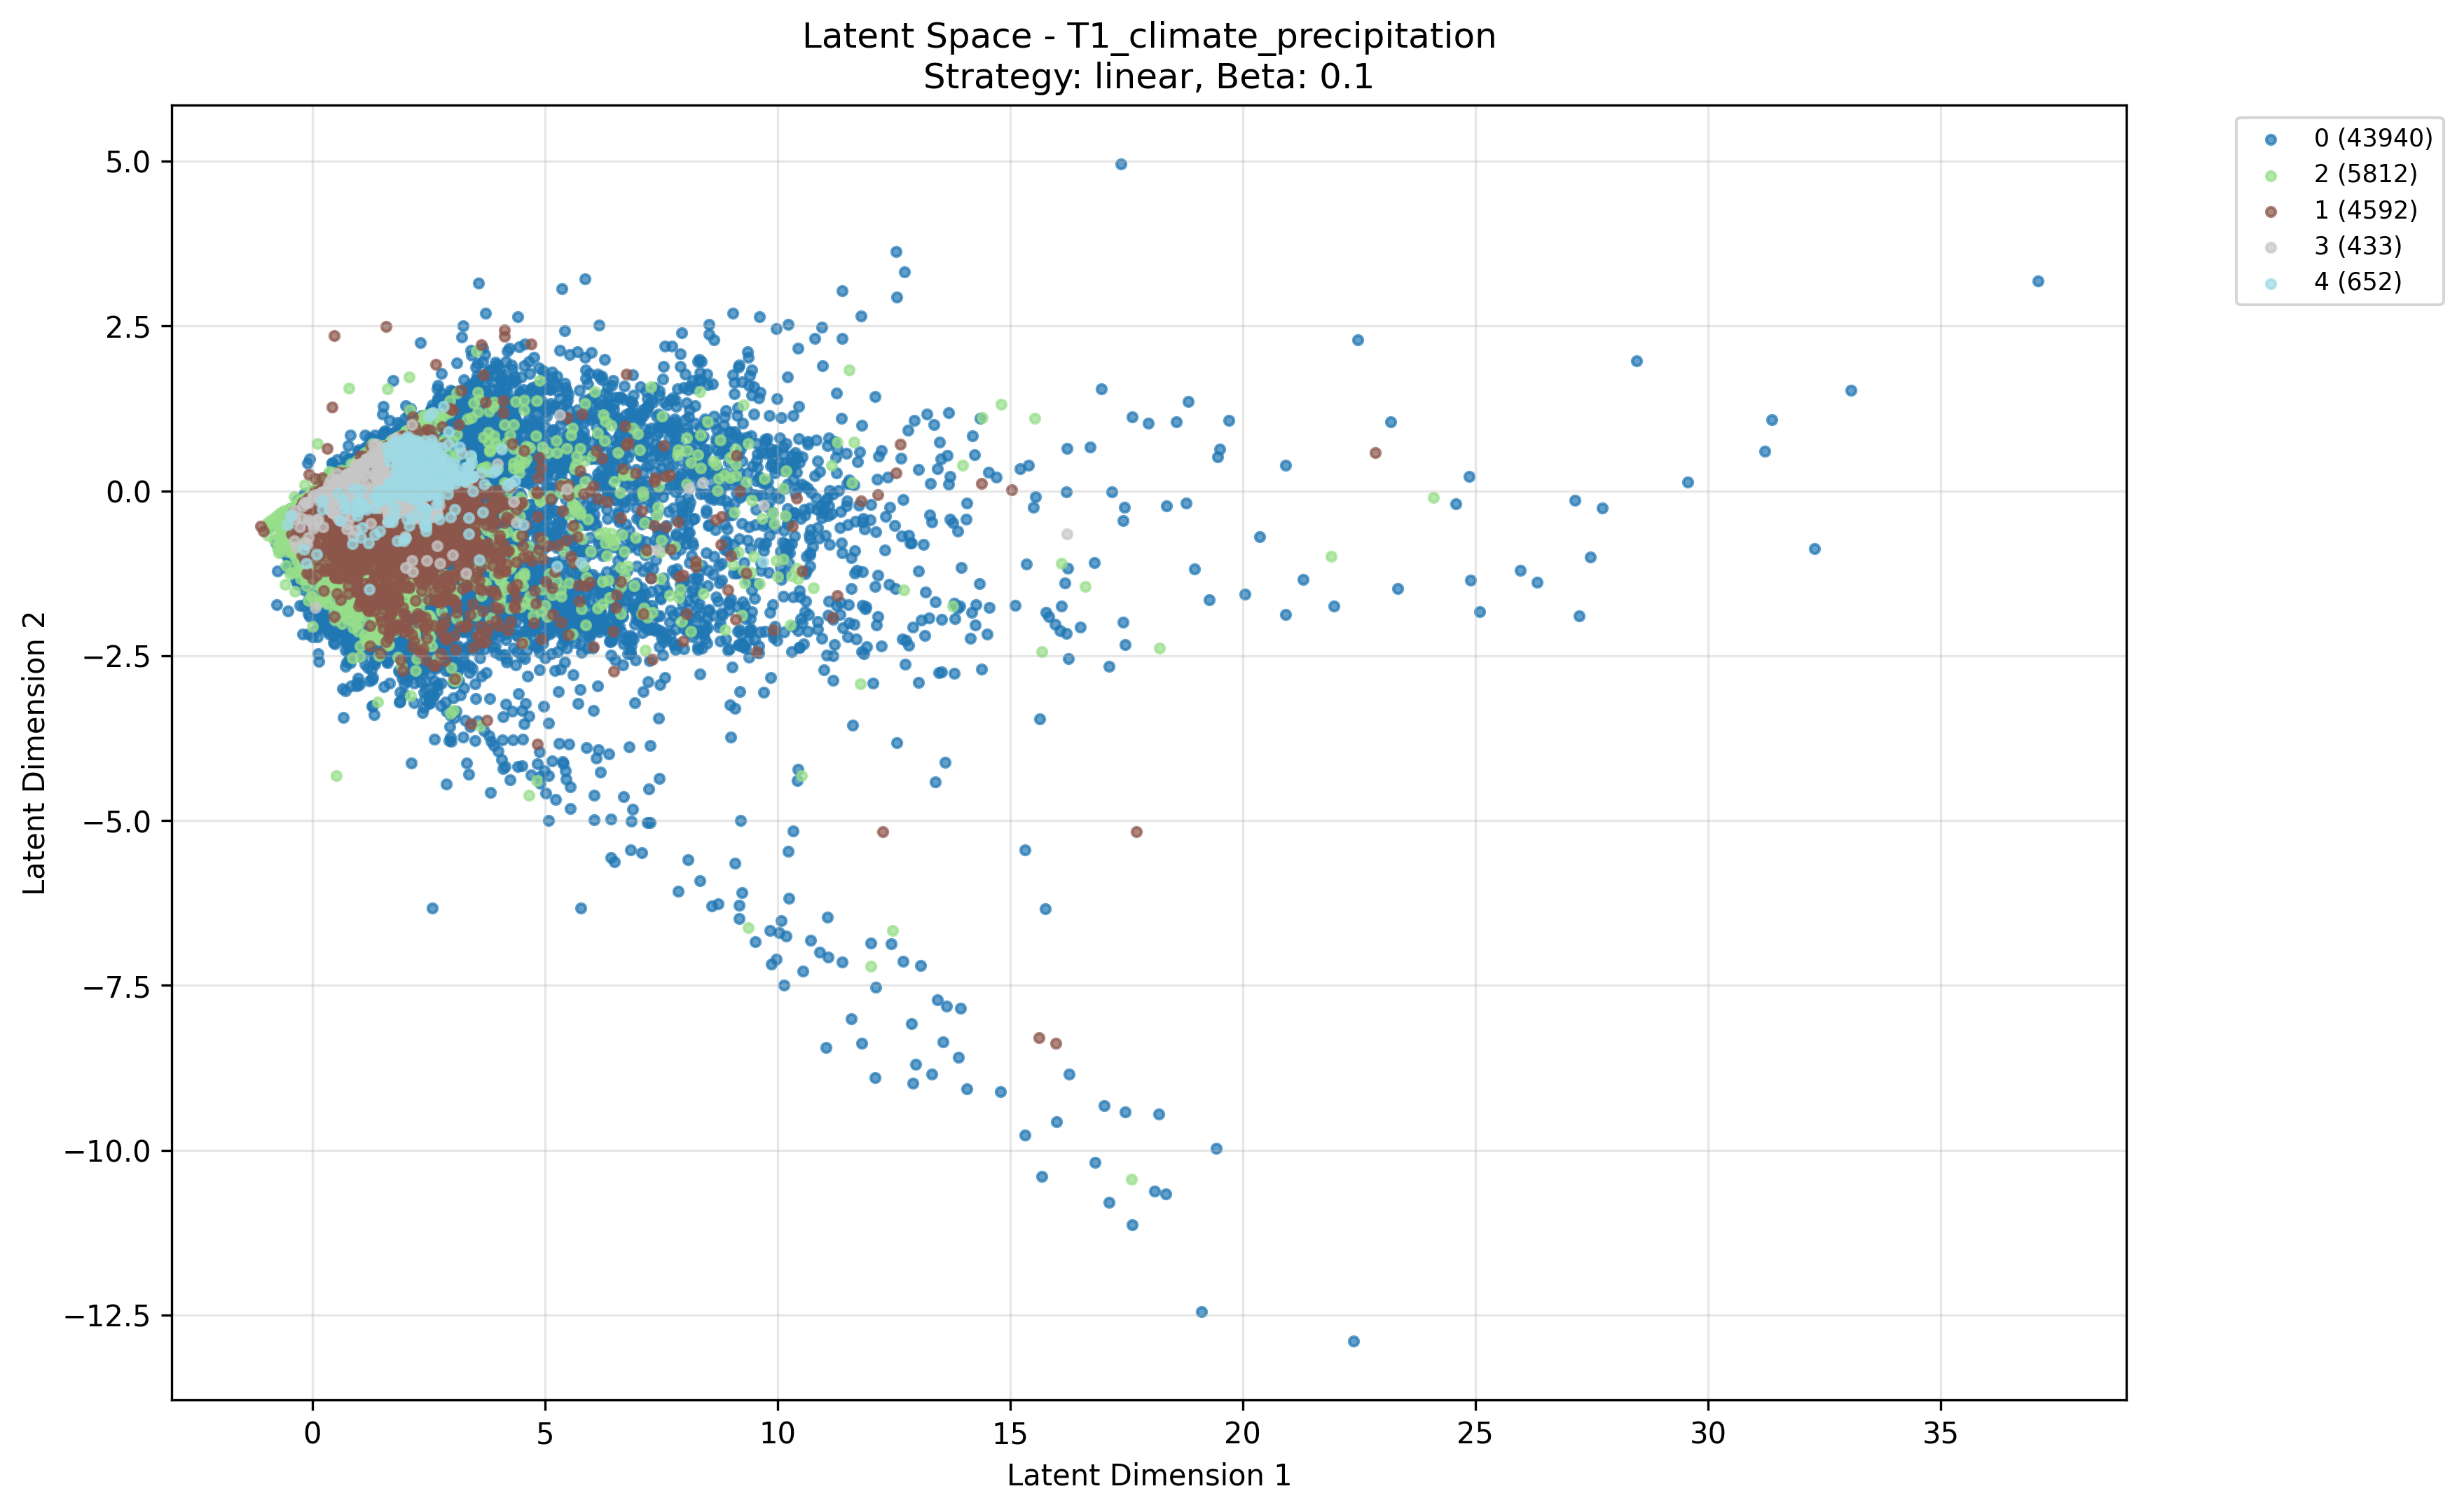 Latent Space - T1_climate_precipitation
Strategy: linear, Beta: 0.1
0 (43940)
2 (5812)
1 (4592)
3 (433)
4 (652)
5.0
2.5
0.0
−2.5
−5.0
−7.5
−10.0
−12.5
Latent Dimension 2
0 5 10 15 20 25 30 35
Latent Dimension 1